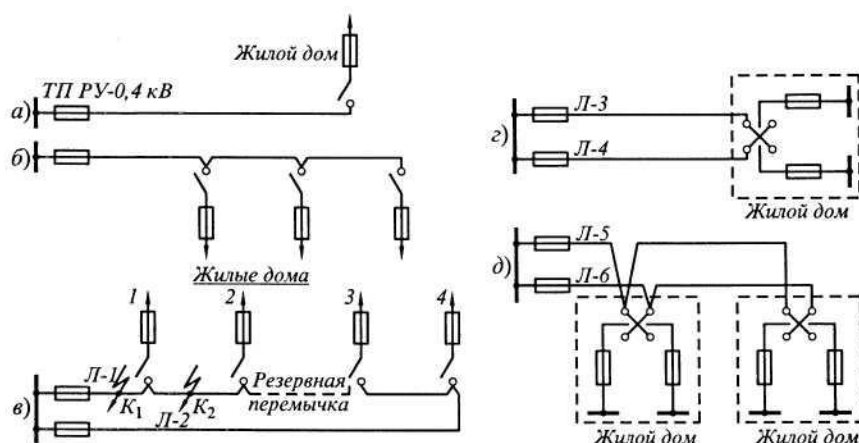 Жилой дом
ТП РУ-0,4 кВ
а)
б)
Жилые дома
1 2 3 4
Л-1
К1 К2
Резервная
перемычка
в)
Л-2
Л-3
г)
Л-4
Жилой дом
Л-5
д)
Л-6
Жилой дом Жилой дом